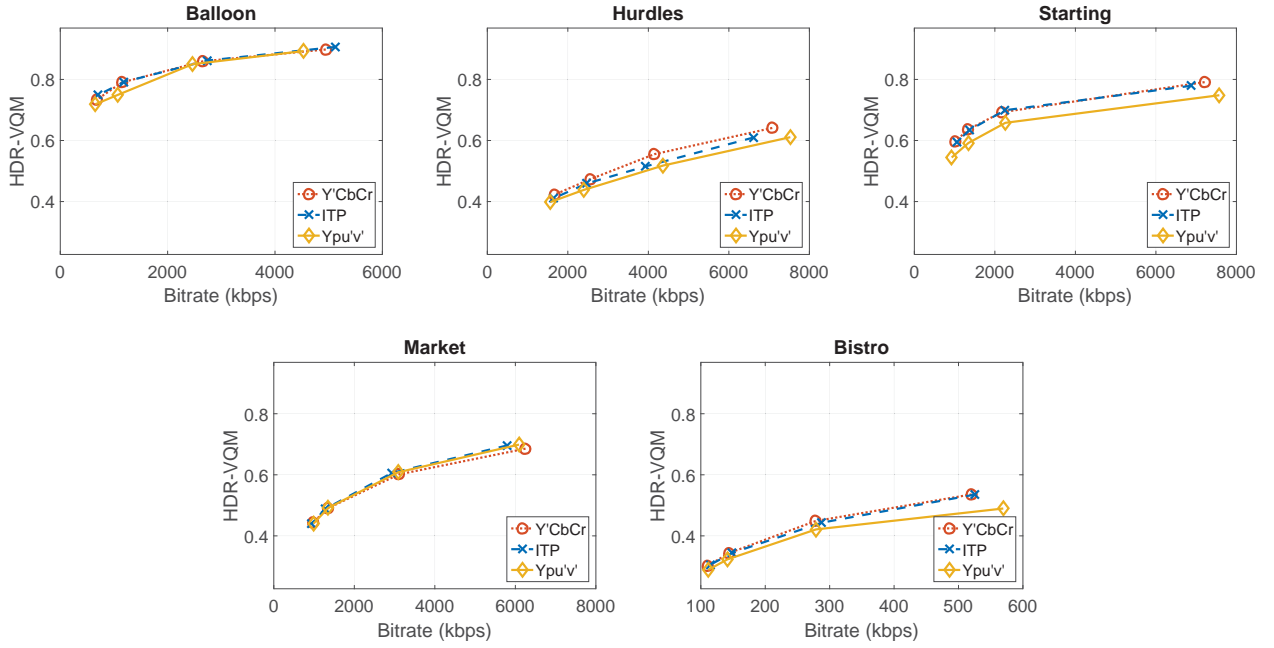 Balloon
HDR-VQM
0.8
0.6
0.4
Y'CbCr
ITP
Ypu'v'
0 2000 4000 6000
Bitrate (kbps)
Hurdles
HDR-VQM
0.8
0.6
0.4
Y'CbCr
ITP
Ypu'v'
0 2000 4000 6000 8000
Bitrate (kbps)
Starting
HDR-VQM
0.8
0.6
0.4
Y'CbCr
ITP
Ypu'v'
0 2000 4000 6000 8000
Bitrate (kbps)
Market
HDR-VQM
0.8
0.6
0.4
Y'CbCr
ITP
Ypu'v'
0 2000 4000 6000 8000
Bitrate (kbps)
Bistro
HDR-VQM
0.8
0.6
0.4
Y'CbCr
ITP
Ypu'v'
100 200 300 400 500 600
Bitrate (kbps)